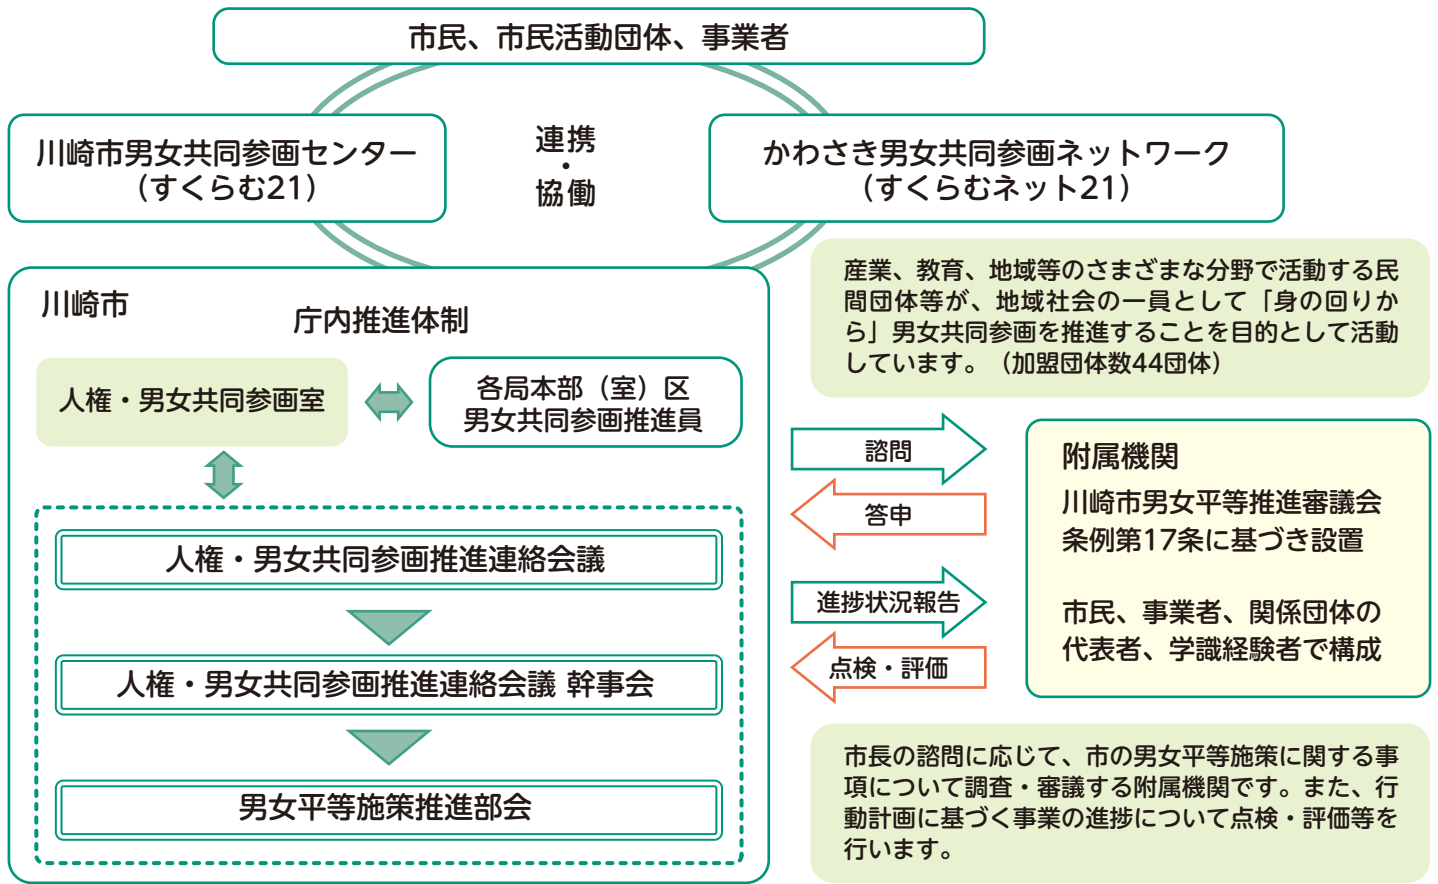 市民、市民活動団体、事業者
川崎市男女共同参画センター
（すくらむ21）
連携
・
協働
かわさき男女共同参画ネットワーク
（すくらむネット21）
産業、教育、地域等のさまざまな分野で活動する民
間団体等が、地域社会の一員として「身の回りか
ら」男女共同参画を推進することを目的として活動
しています。（加盟団体数44団体）
川崎市
庁内推進体制
人権・男女共同参画室
各局本部（室）区
男女共同参画推進員
人権・男女共同参画推進連絡会議
人権・男女共同参画推進連絡会議 幹事会
男女平等施策推進部会
諮問
答申
進捗状況報告
点検・評価
附属機関
川崎市男女平等推進審議会
条例第17条に基づき設置
市民、事業者、関係団体の
代表者、学識経験者で構成
市長の諮問に応じて、市の男女平等施策に関する事
項について調査・審議する附属機関です。また、行
動計画に基づく事業の進捗について点検・評価等を
行います。